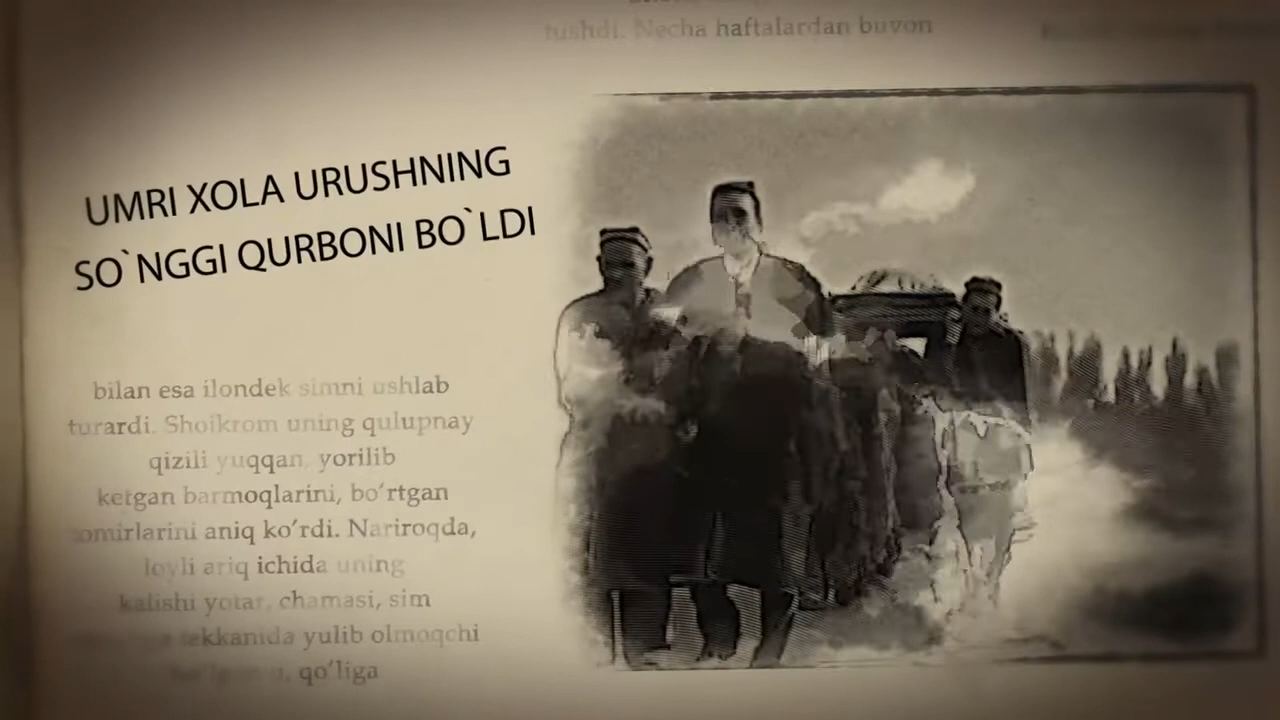 tushdi. Necha haftalardan buyon
UMRI XOLA URUSHNING
SO`NGGI QURBONI BO`LDI
bilan esa ilondek simni ushlab
turardi. Shoikrom uning qulupnay
qizili yuqqan, yorilib
ketgan barmoqlarini, bo‘rtgan
tomirlarini aniq ko‘rdi. Nariroqda,
loyli ariq ichida uning
kalishi yotar, chamasi, sim
tekkanida yulib olmoqchi
qo‘liga